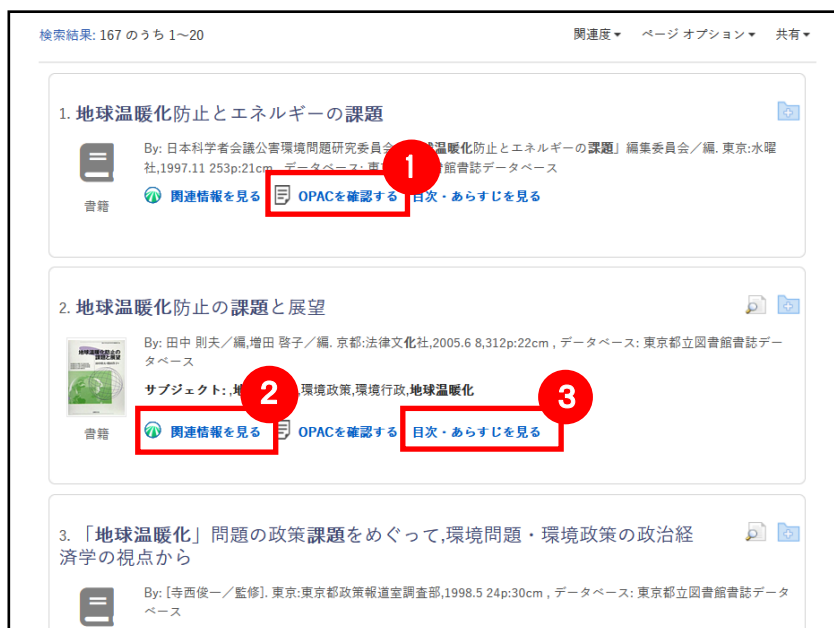 検索結果: 167 のうち 1～20
関連度▾ ページ オプション▾ 共有▾
1. 地球温暖化防止とエネルギーの課題
By: 日本科学者会議公害環境問題研究委員会 球温暖化防止とエネルギーの課題」編集委員会／編. 東京:水曜
社,1997.11 253p:21cm , データベース: 東 書館書誌データベース
書籍
関連情報を見る OPACを確認する 目次・あらすじを見る
1
2. 地球温暖化防止の課題と展望
By: 田中 則夫／編,増田 啓子／編. 京都:法律文化社,2005.6 8,312p:22cm , データベース: 東京都立図書館書誌デー
タベース
サブジェクト:,地 ,環境政策,環境行政,地球温暖化
2
3
書籍
関連情報を見る OPACを確認する 目次・あらすじを見る
3. 「地球温暖化」問題の政策課題をめぐって,環境問題・環境政策の政治経
済学の視点から
By: [寺西俊一／監修]. 東京:東京都政策報道室調査部,1998.5 24p:30cm , データベース: 東京都立図書館書誌データ
ベース